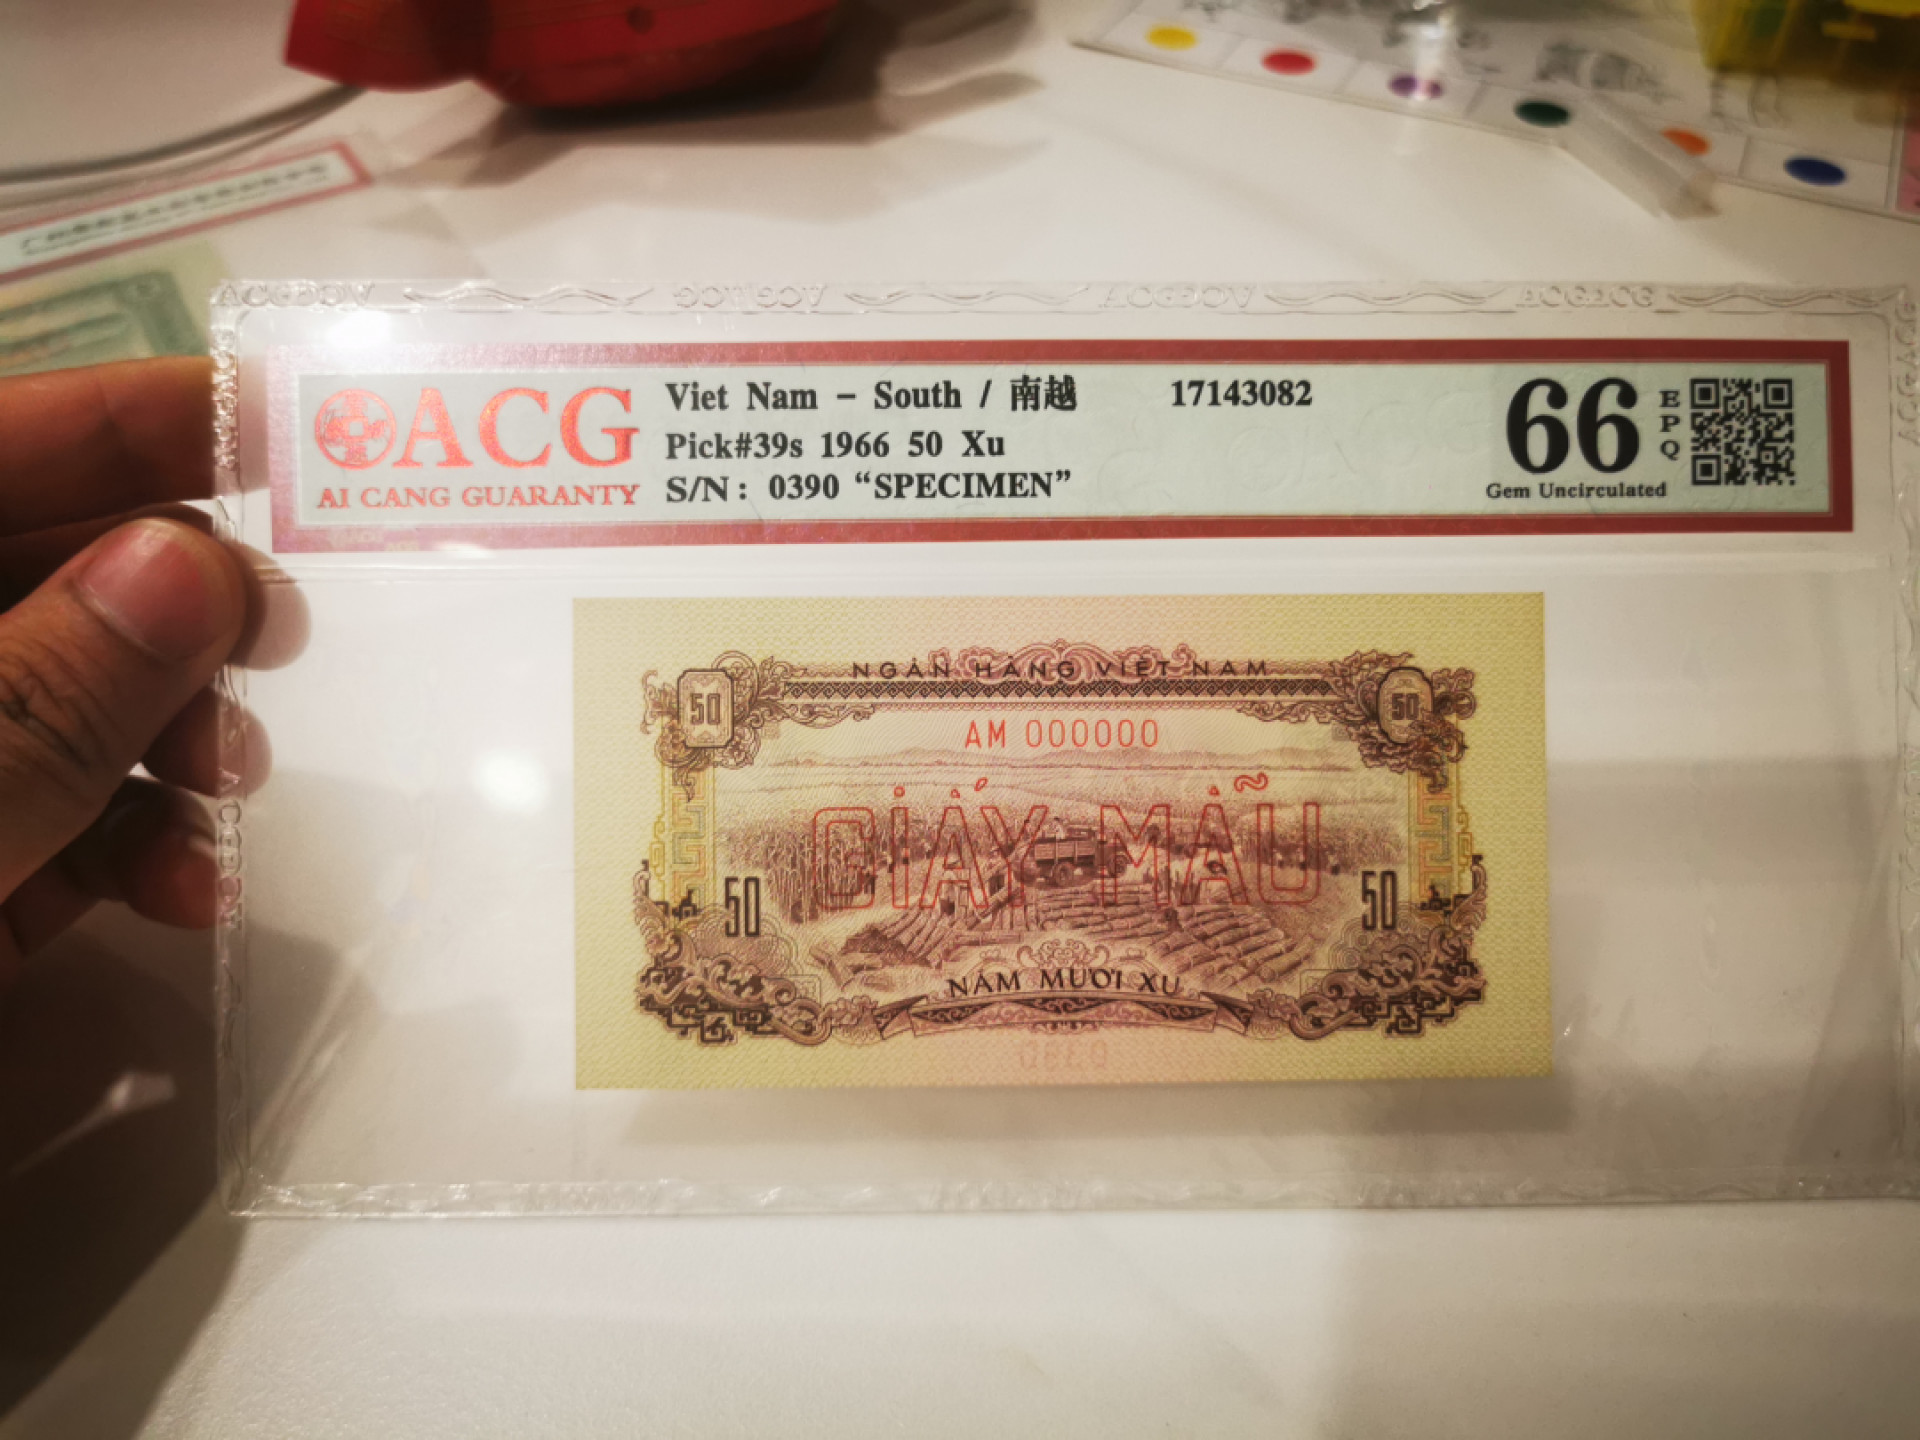 ACG
AI CANG GUARANTY
Viet Nam - South / 南越 17143082
Pick#39s 1966 50 Xu
S/N: 0390 "SPECIMEN"
66
EPQ
Gem Uncirculated
NGÂN HÀNG VIỆT NAM
50 50
AM 000000
GIẤY MẪU
50 50
NĂM MƯƠI XU
0390